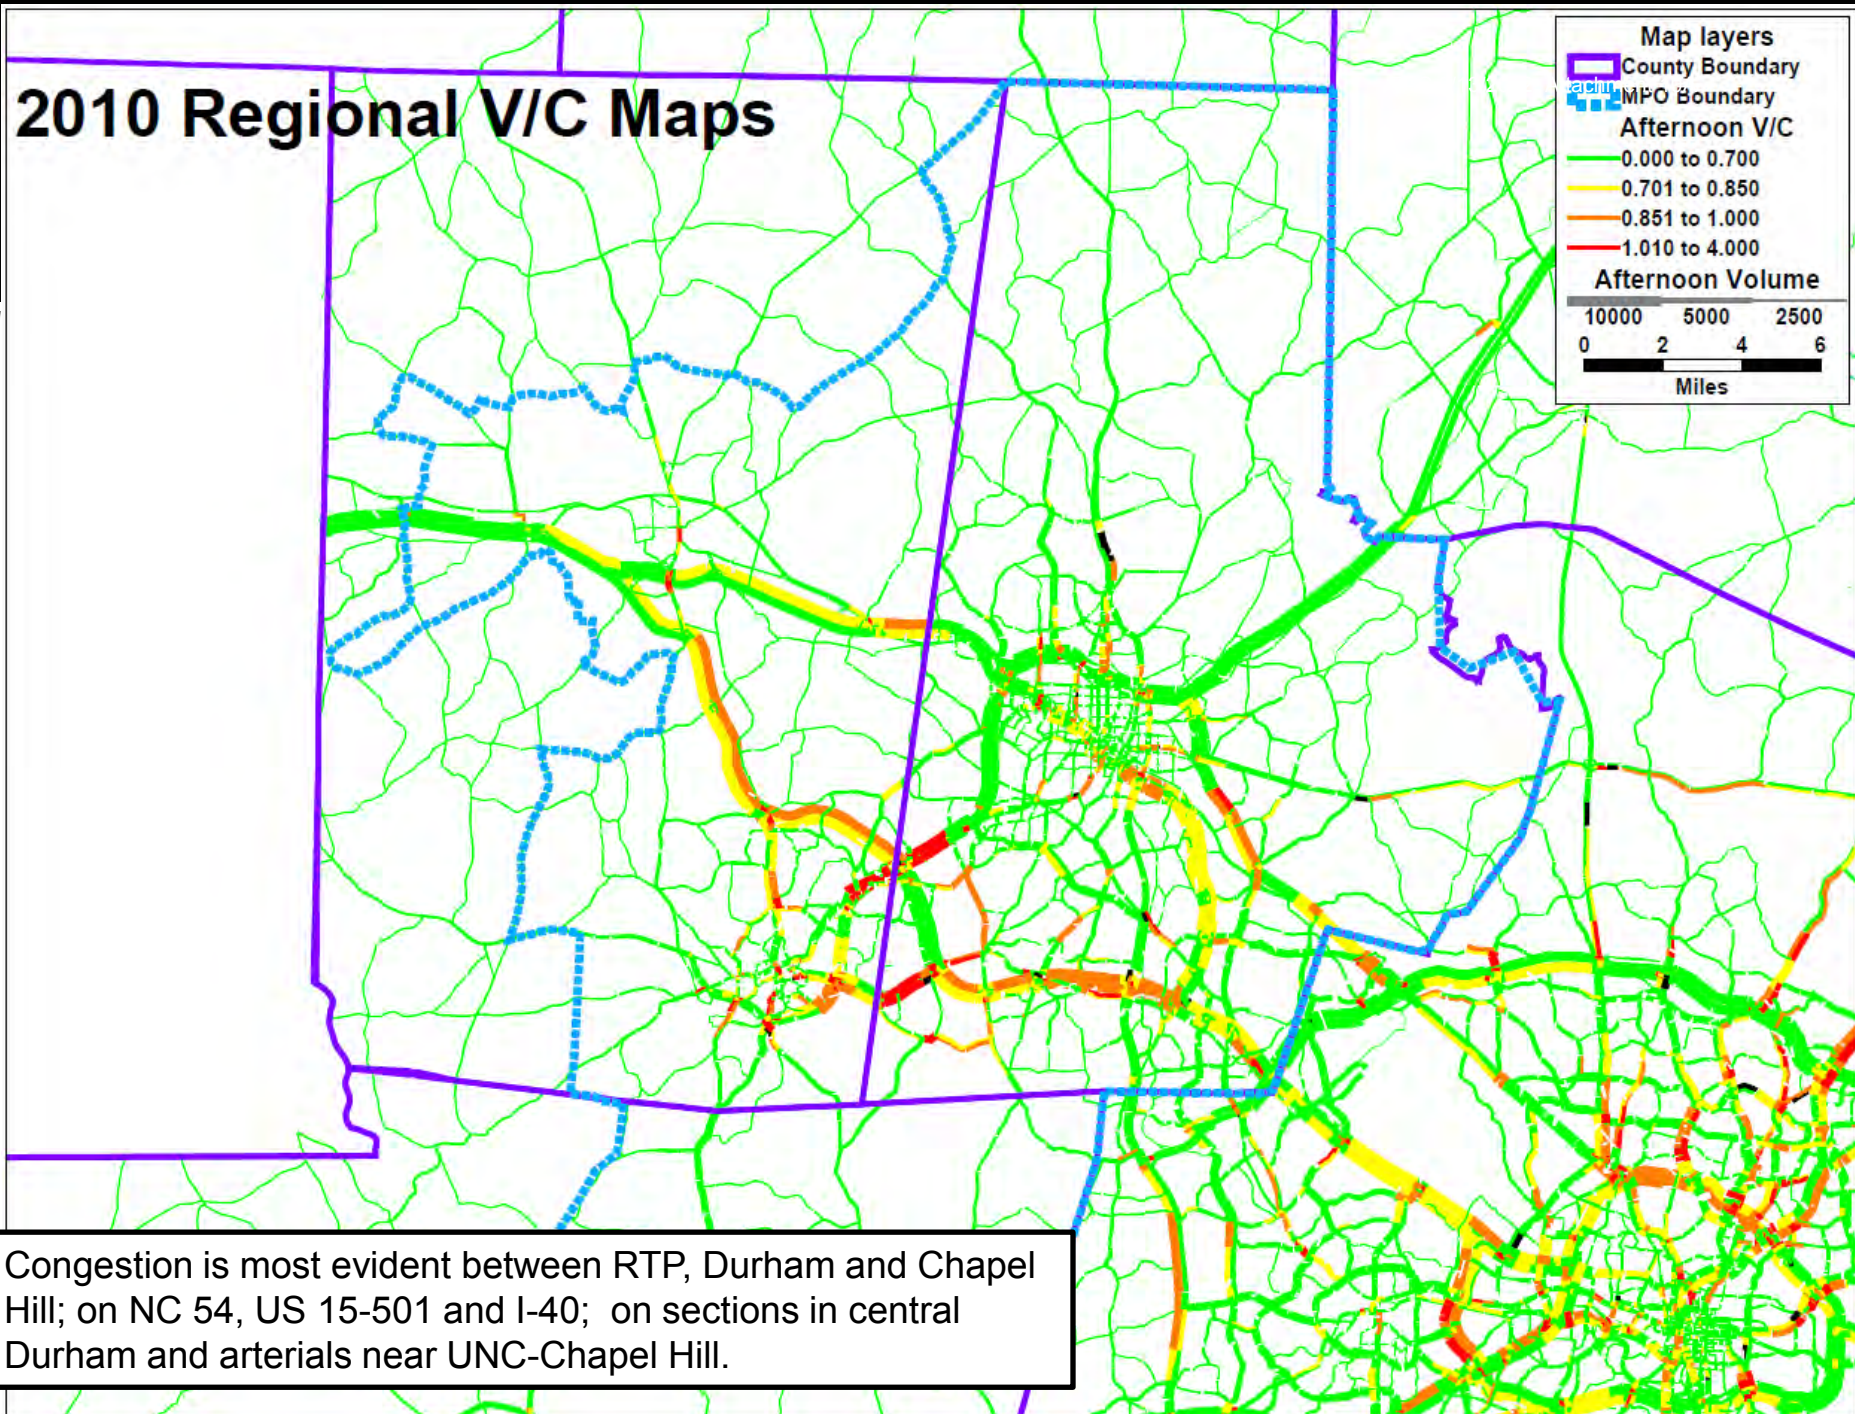 2010 Regional V/C Maps
Map layers
County Boundary
MPO Boundary
Afternoon V/C
0.000 to 0.700
0.701 to 0.850
0.851 to 1.000
1.010 to 4.000
Afternoon Volume
10000 5000 2500
0 2 4 6
Miles
Congestion is most evident between RTP, Durham and Chapel
Hill; on NC 54, US 15-501 and I-40; on sections in central
Durham and arterials near UNC-Chapel Hill.